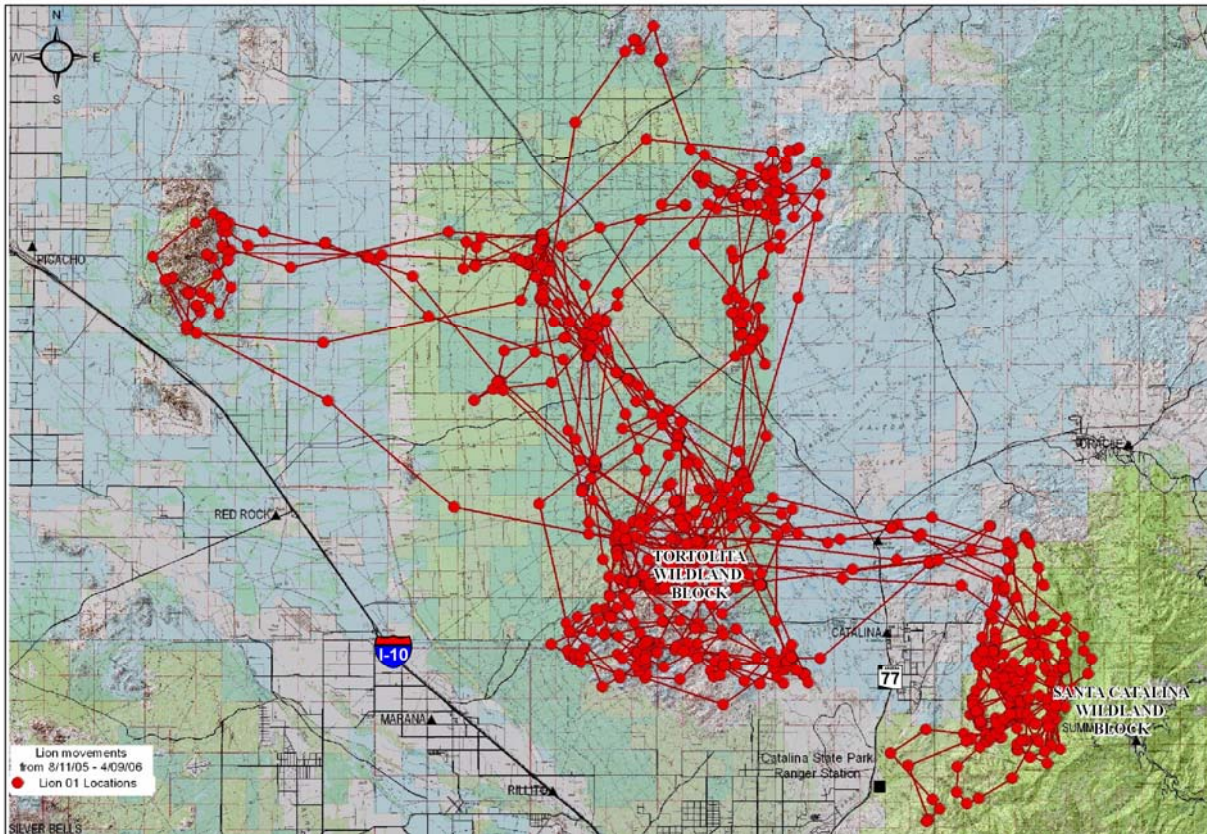 N
W
E
S
PICACHO
ORACLE
RED ROCK
TORTOLITA
WILDLAND
BLOCK
CATALINA
I-10
77
MARANA
SANTA CATALINA
WILDLAND
BLOCK
Catalina State Park
Ranger Station
RILLITO
SILVER BELLS
Lion movements
from 8/11/05 - 4/09/06
Lion 01 Locations